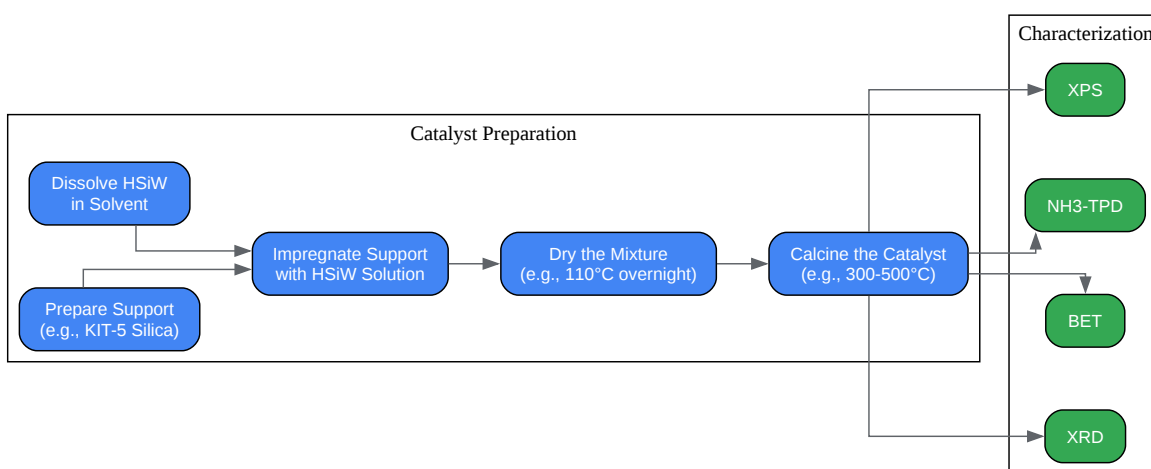 Characterization
XPS
Catalyst Preparation
Dissolve HSiW
in Solvent
NH3-TPD
Impregnate Support
with HSiW Solution
Dry the Mixture
(e.g., 110°C overnight)
Calcine the Catalyst
(e.g., 300-500°C)
Prepare Support
(e.g., KIT-5 Silica)
BET
XRD